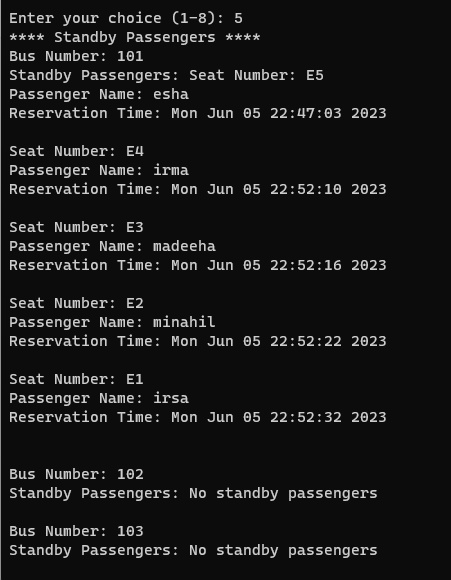 Enter your choice (1-8): 5
**** Standby Passengers ****
Bus Number: 101
Standby Passengers: Seat Number: E5
Passenger Name: esha
Reservation Time: Mon Jun 05 22:47:03 2023
Seat Number: E4
Passenger Name: irma
Reservation Time: Mon Jun 05 22:52:10 2023
Seat Number: E3
Passenger Name: madeeha
Reservation Time: Mon Jun 05 22:52:16 2023
Seat Number: E2
Passenger Name: minahil
Reservation Time: Mon Jun 05 22:52:22 2023
Seat Number: E1
Passenger Name: irsa
Reservation Time: Mon Jun 05 22:52:32 2023
Bus Number: 102
Standby Passengers: No standby passengers
Bus Number: 103
Standby Passengers: No standby passengers